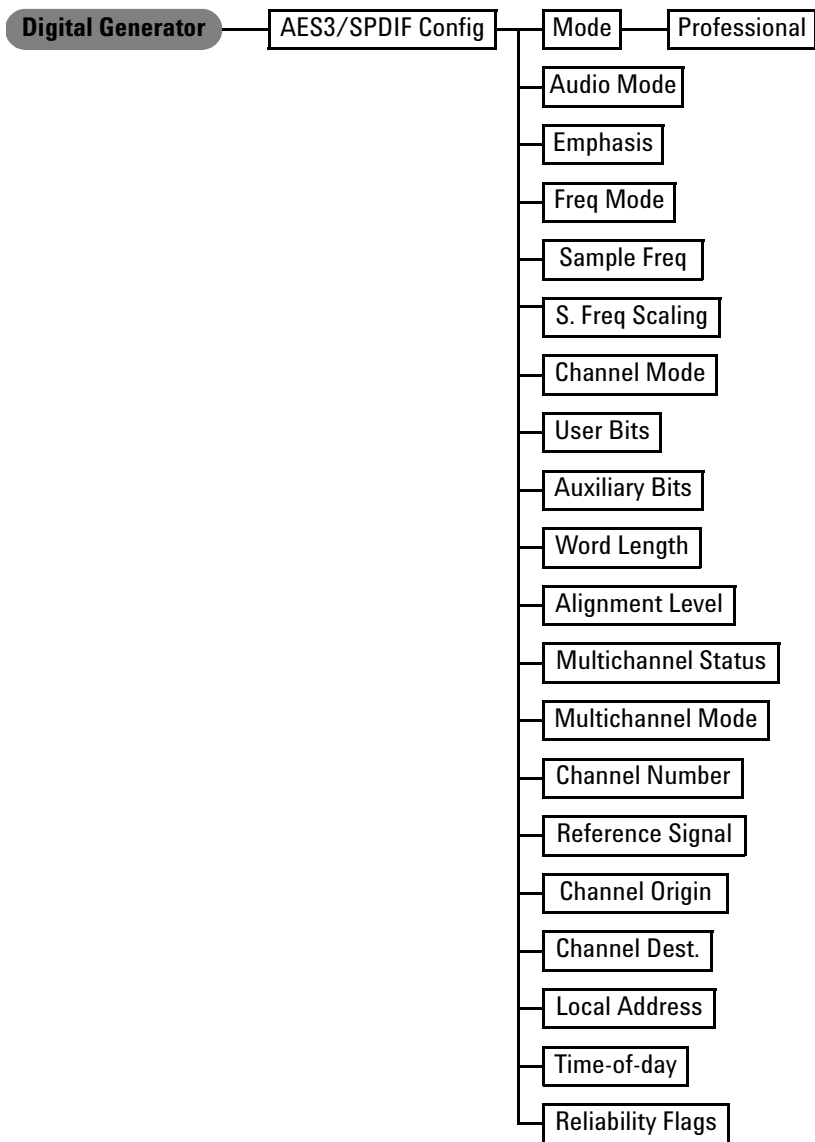 Digital Generator AES3/SPDIF Config Mode Professional
Audio Mode
Emphasis
Freq Mode
Sample Freq
S. Freq Scaling
Channel Mode
User Bits
Auxiliary Bits
Word Length
Alignment Level
Multichannel Status
Multichannel Mode
Channel Number
Reference Signal
Channel Origin
Channel Dest.
Local Address
Time-of-day
Reliability Flags